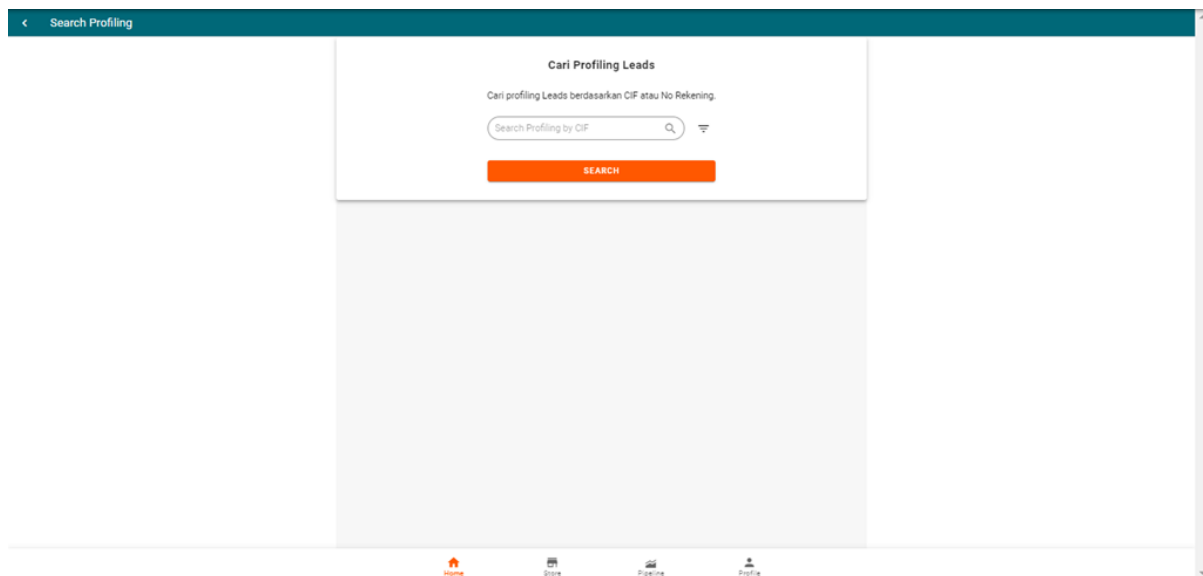 Search Profiling
Cari Profiling Leads
Cari profiling Leads berdasarkan CIF atau No Rekening.
Search Profiling by CIF
SEARCH
Home
Store
Pipeline
Profile